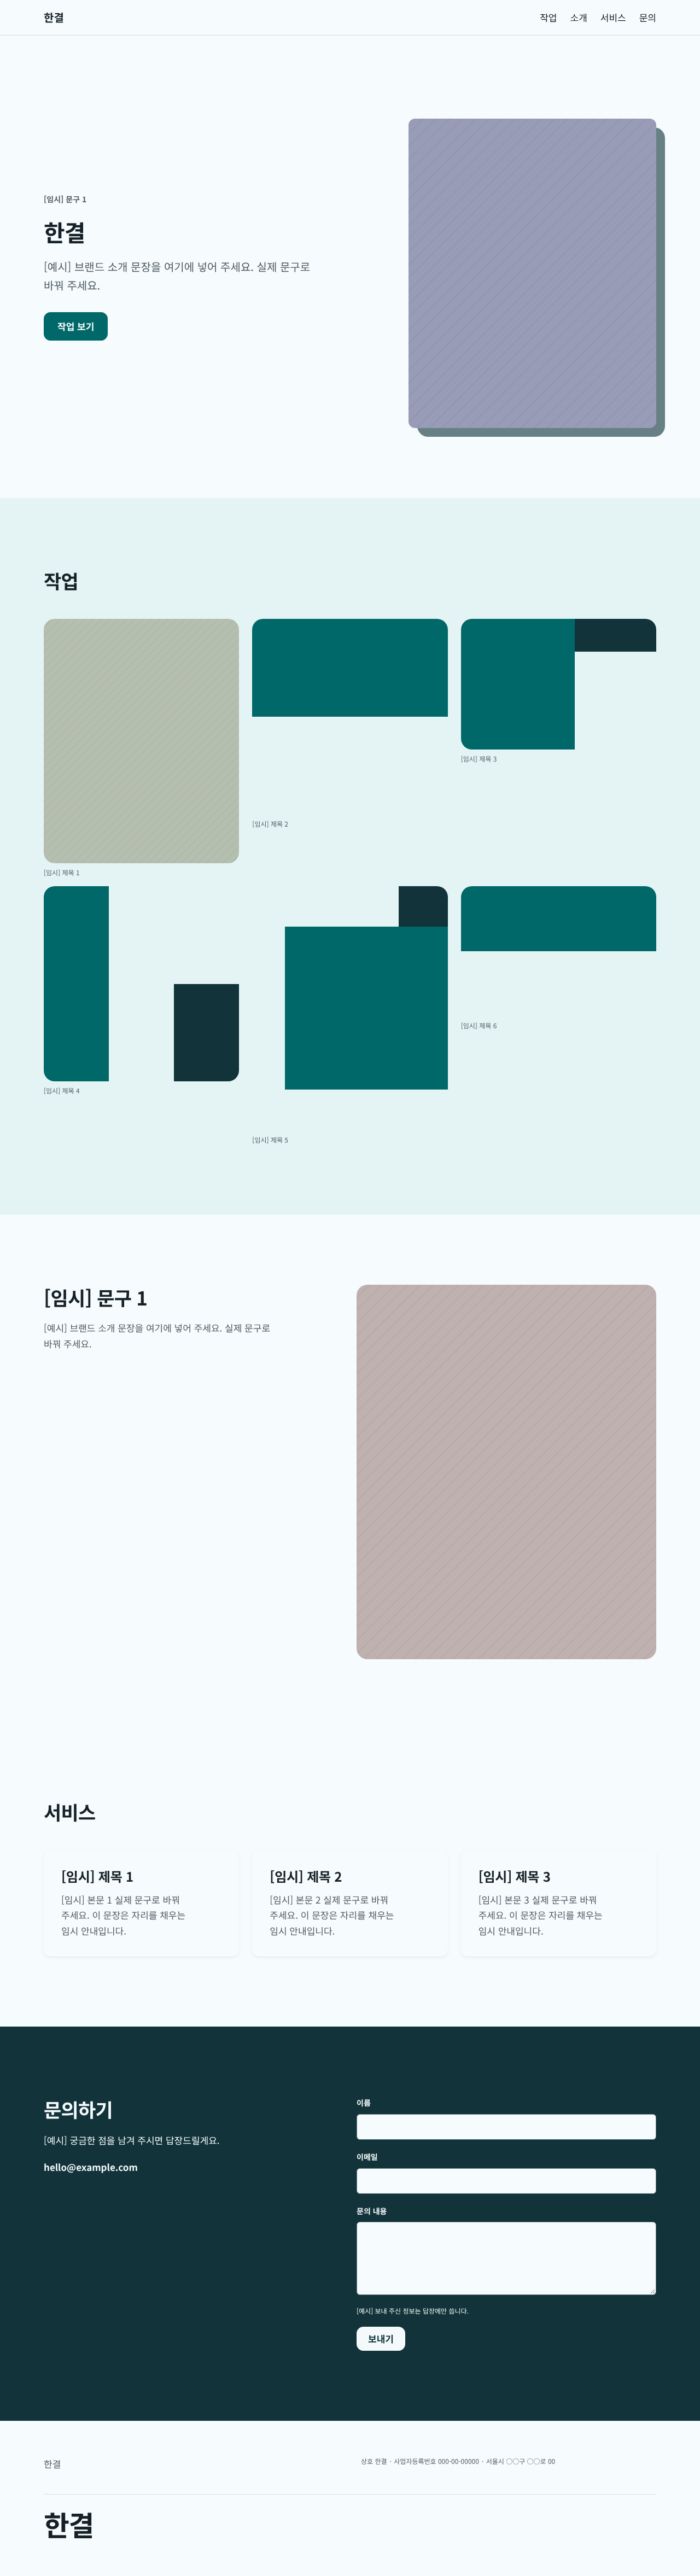 한결
작업 소개 서비스 문의
[임시] 문구 1
한결
[예시] 브랜드 소개 문장을 여기에 넣어 주세요. 실제 문구로
바꿔 주세요.
작업 보기
작업
[임시] 제목 1
[임시] 제목 2
[임시] 제목 3
[임시] 제목 4
[임시] 제목 5
[임시] 제목 6
[임시] 문구 1
[예시] 브랜드 소개 문장을 여기에 넣어 주세요. 실제 문구로
바꿔 주세요.
서비스
[임시] 제목 1
[임시] 본문 1 실제 문구로 바꿔
주세요. 이 문장은 자리를 채우는
임시 안내입니다.
[임시] 제목 2
[임시] 본문 2 실제 문구로 바꿔
주세요. 이 문장은 자리를 채우는
임시 안내입니다.
[임시] 제목 3
[임시] 본문 3 실제 문구로 바꿔
주세요. 이 문장은 자리를 채우는
임시 안내입니다.
문의하기
[예시] 궁금한 점을 남겨 주시면 답장드릴게요.
hello@example.com
이름
이메일
문의 내용
[예시] 보내 주신 정보는 답장에만 씁니다.
보내기
한결
상호 한결 · 사업자등록번호 000-00-00000 · 서울시 〇〇구 〇〇로 00
한결